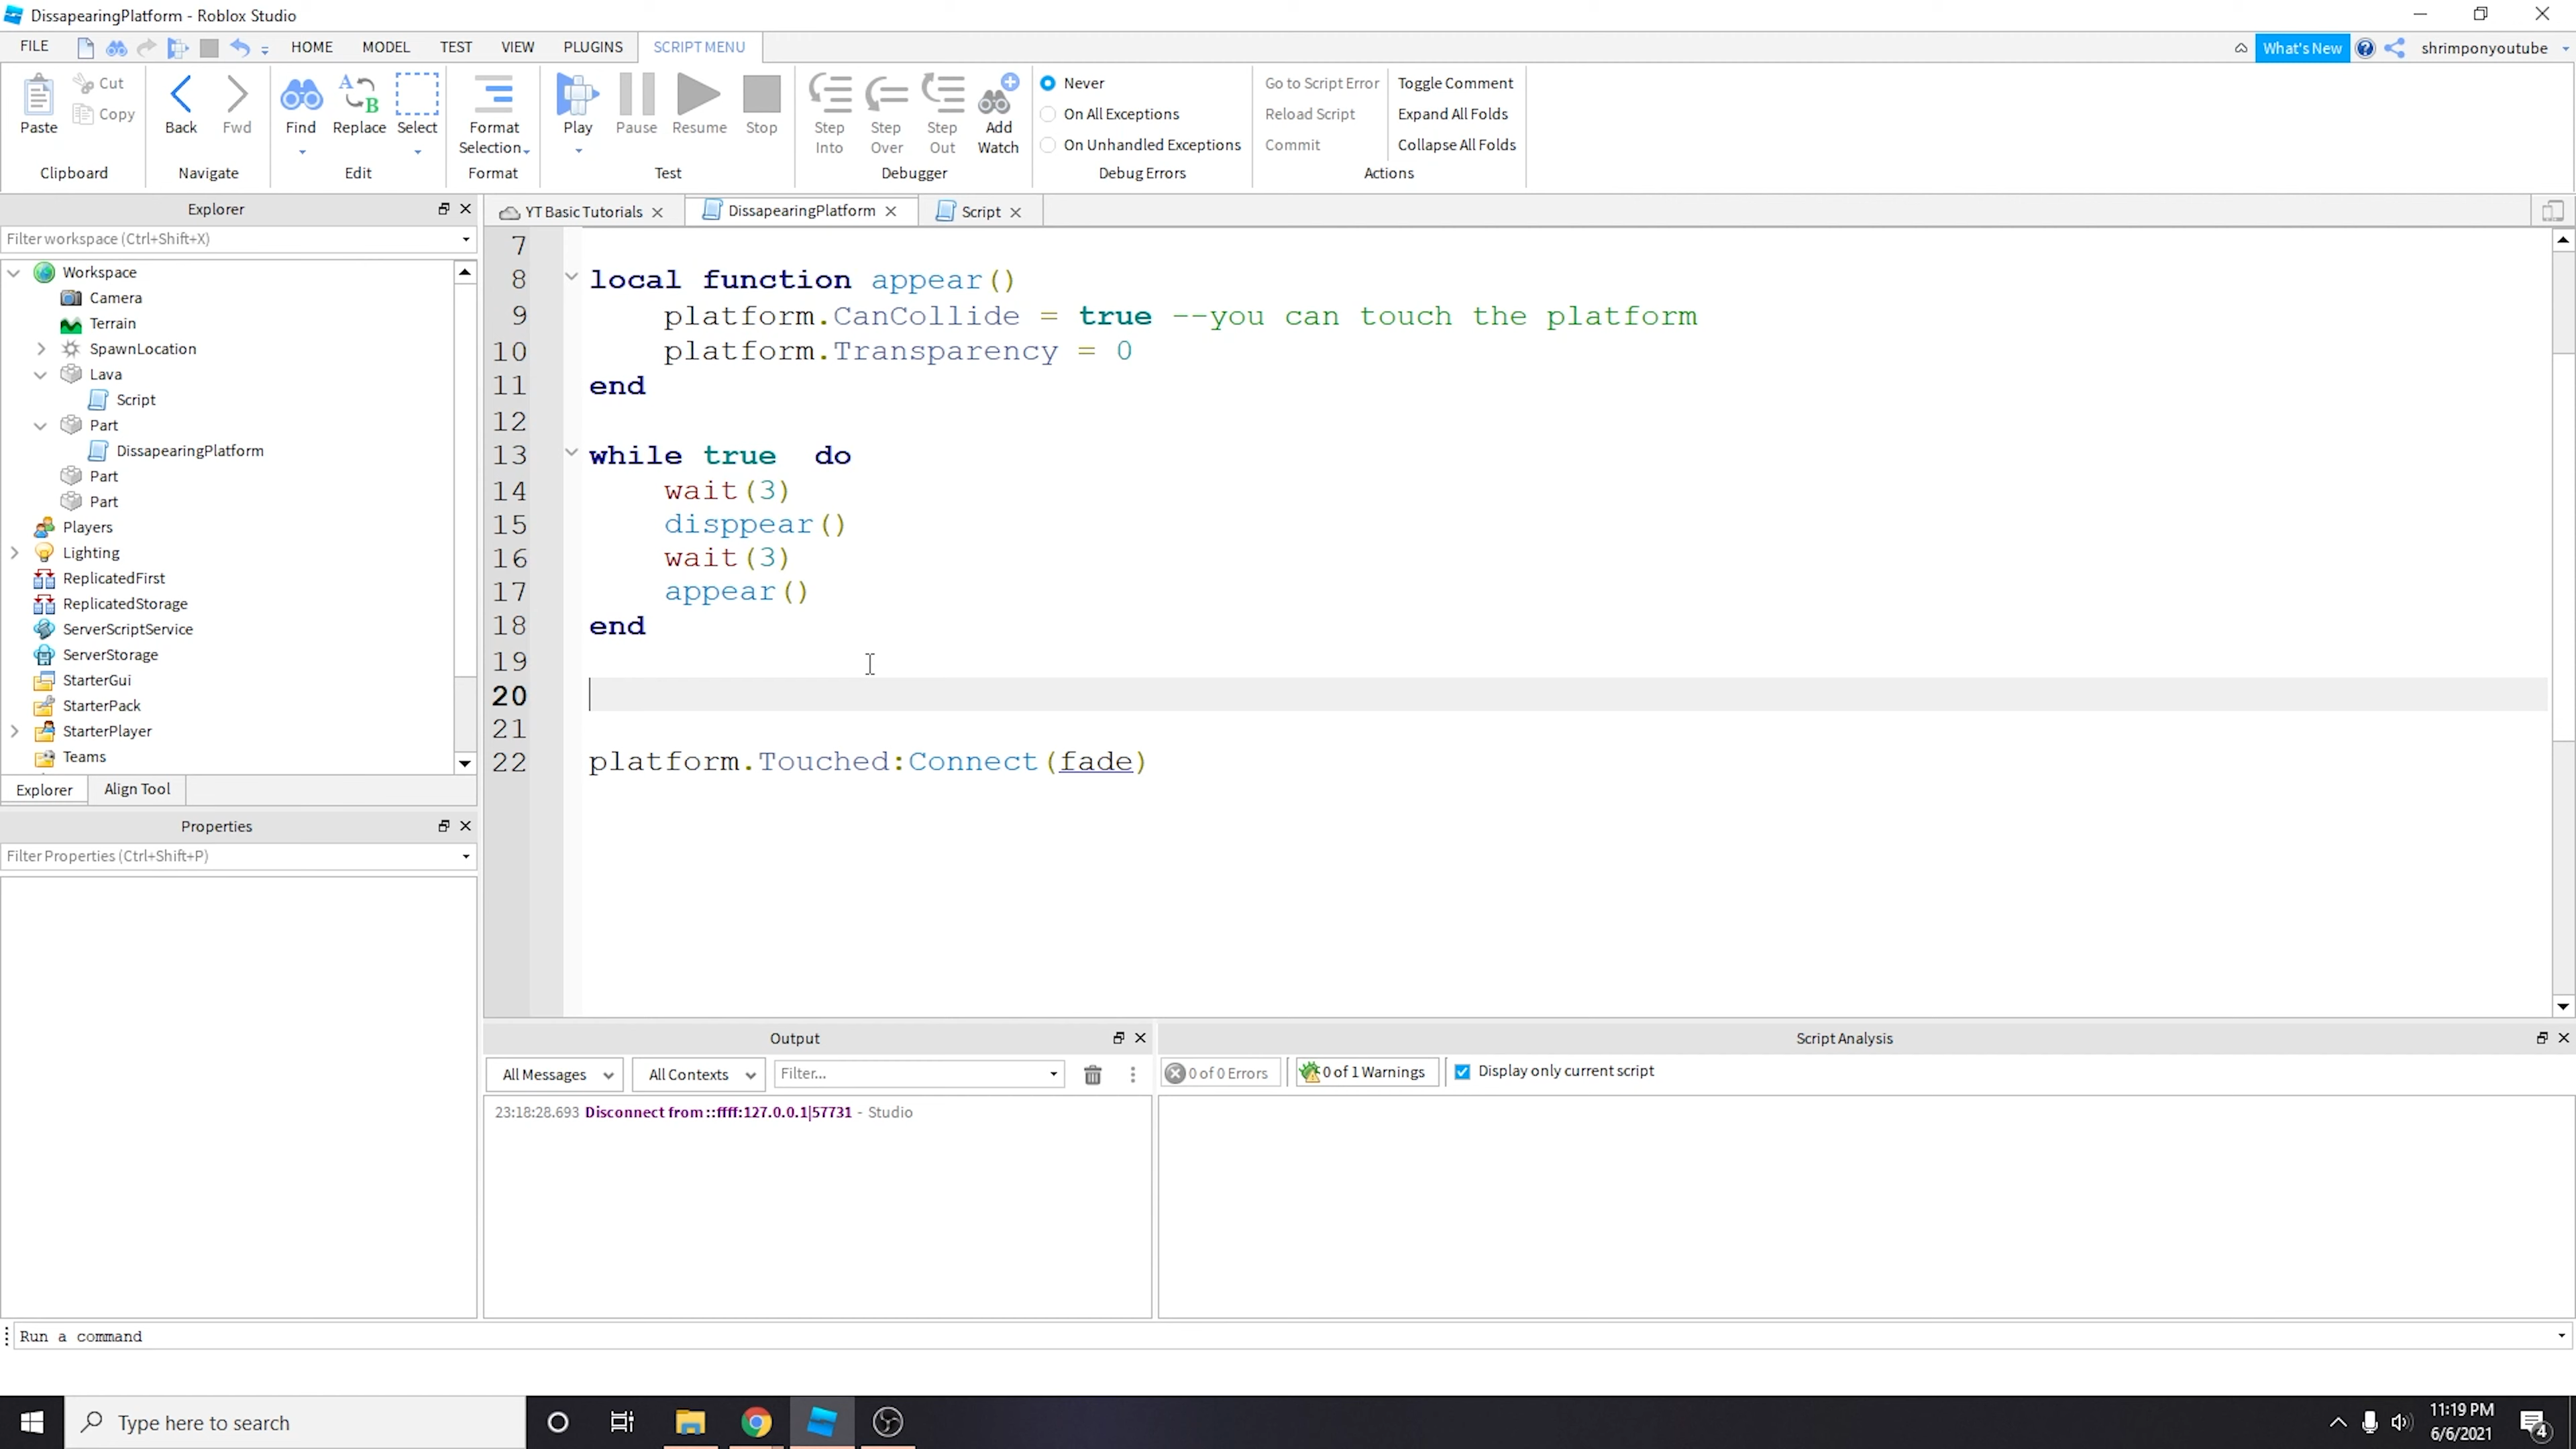 DissapearingPlatform - Roblox Studio
FILE HOME MODEL TEST VIEW PLUGINS SCRIPT MENU What's New shrimponyoutube
Paste Cut Copy Back Fwd Find Replace Select Format Selection Play Pause Resume Stop Step Into Step Over Step Out Add Watch
Never
On All Exceptions
On Unhandled Exceptions
Go to Script Error
Reload Script
Commit
Toggle Comment
Expand All Folds
Collapse All Folds
Clipboard Navigate Edit Format Test Debugger Debug Errors Actions
Explorer
Filter workspace (Ctrl+Shift+X)
Workspace
Camera
Terrain
SpawnLocation
Lava
Script
Part
DissapearingPlatform
Part
Part
Players
Lighting
ReplicatedFirst
ReplicatedStorage
ServerScriptService
ServerStorage
StarterGui
StarterPack
StarterPlayer
Teams
Explorer Align Tool
Properties
Filter Properties (Ctrl+Shift+P)
YT Basic Tutorials DissapearingPlatform Script
7
8 local function appear()
9 platform.CanCollide = true --you can touch the platform
10 platform.Transparency = 0
11 end
12
13 while true  do
14 wait(3)
15 disppear()
16 wait(3)
17 appear()
18 end
19
20
21
22 platform.Touched:Connect(fade)
Output
All Messages All Contexts Filter...
23:18:28.693 Disconnect from ::ffff:127.0.0.1|57731 - Studio
Script Analysis
0 of 0 Errors 0 of 1 Warnings Display only current script
Run a command
Type here to search
11:19 PM
6/6/2021
4